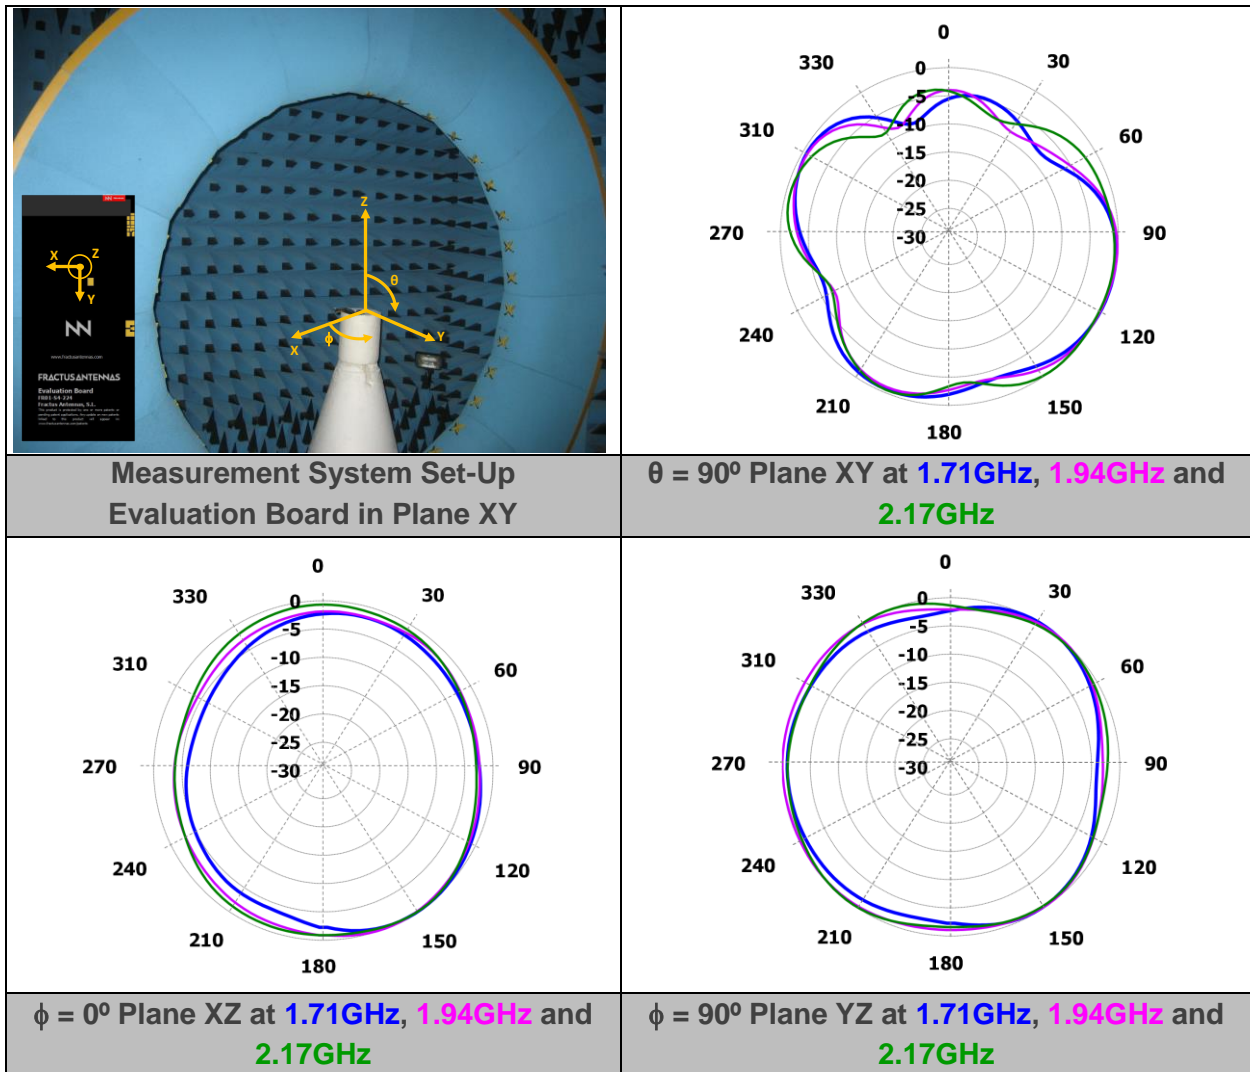 Z
θ
X
ϕ
Y
X
Z
Y
www.fractusantennas.com
FRACTUSANTENNAS
Evaluation Board
Fractus Antennas, S.L.
0
330
30
310
60
270
90
240
120
210
150
180
0
-5
-10
-15
-20
-25
-30
Measurement System Set-Up
Evaluation Board in Plane XY
θ = 90º Plane XY at 1.71GHz, 1.94GHz and
2.17GHz
0
330
30
310
60
270
90
240
120
210
150
180
0
-5
-10
-15
-20
-25
-30
0
330
30
310
60
270
90
240
120
210
150
180
0
-5
-10
-15
-20
-25
-30
ϕ = 0º Plane XZ at 1.71GHz, 1.94GHz and
2.17GHz
ϕ = 90º Plane YZ at 1.71GHz, 1.94GHz and
2.17GHz